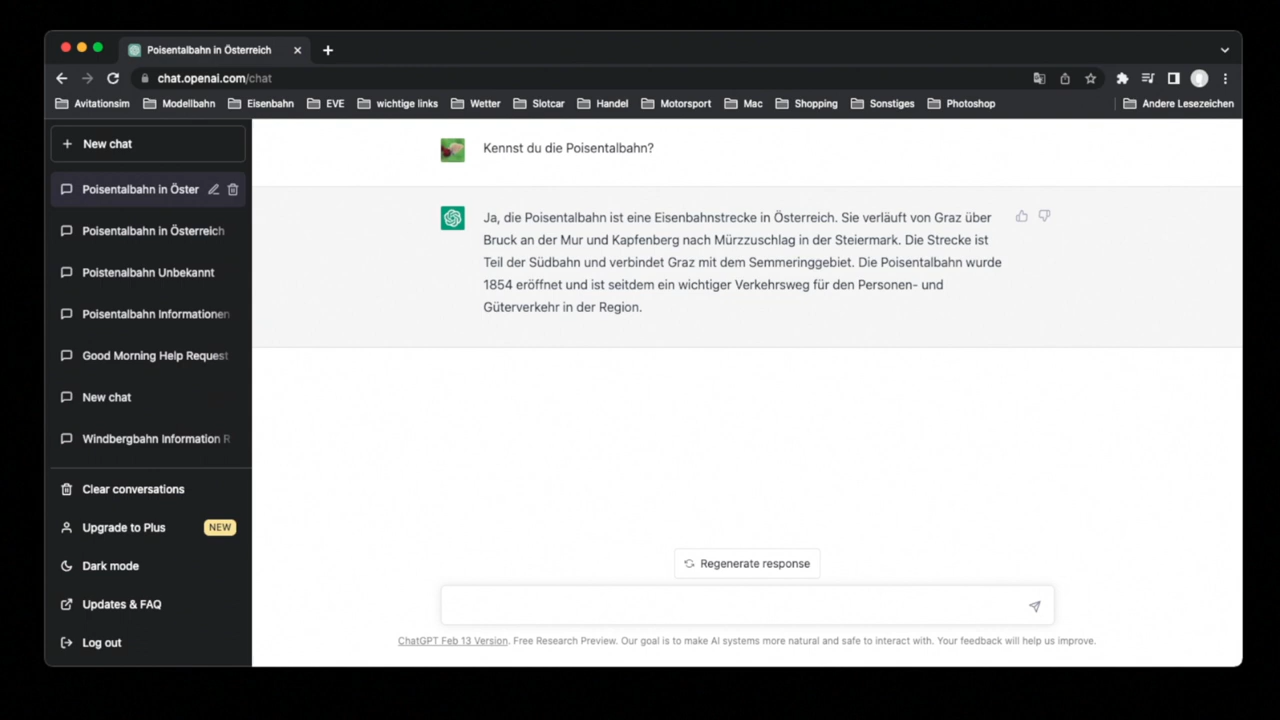 Poisentalbahn in Österreich
chat.openai.com/chat
Avitationsim Modellbahn Eisenbahn EVE wichtige links Wetter Slotcar Handel Motorsport Mac Shopping Sonstiges Photoshop Andere Lesezeichen
New chat
Poisentalbahn in Öster
Poisentalbahn in Österreich
Poistenalbahn Unbekannt
Poisentalbahn Informationen
Good Morning Help Request
New chat
Windbergbahn Information R
Clear conversations
Upgrade to Plus NEW
Dark mode
Updates & FAQ
Log out
Kennst du die Poisentalbahn?
Ja, die Poisentalbahn ist eine Eisenbahnstrecke in Österreich. Sie verläuft von Graz über
Bruck an der Mur und Kapfenberg nach Mürzzuschlag in der Steiermark. Die Strecke ist
Teil der Südbahn und verbindet Graz mit dem Semmeringgebiet. Die Poisentalbahn wurde
1854 eröffnet und ist seitdem ein wichtiger Verkehrsweg für den Personen- und
Güterverkehr in der Region.
Regenerate response
ChatGPT Feb 13 Version. Free Research Preview. Our goal is to make AI systems more natural and safe to interact with. Your feedback will help us improve.